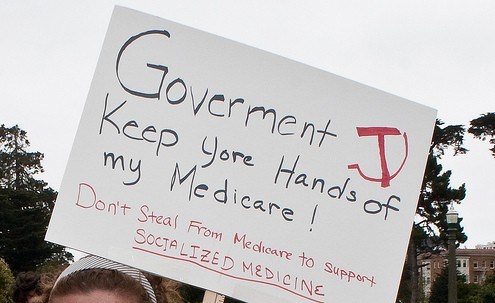 Goverment
Keep yore Hands of
my Medicare!
Don't Steal From Medicare to support
SOCIALIZED MEDICINE